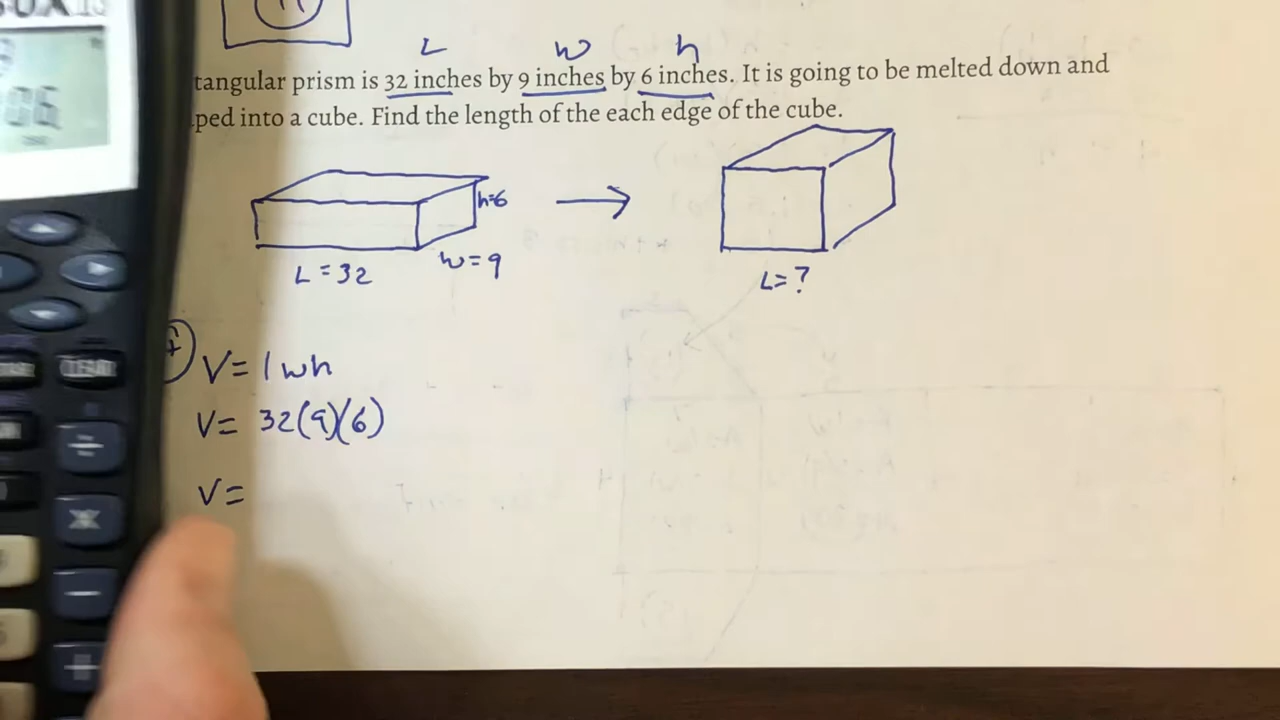 L W h
tangular prism is 32 inches by 9 inches by 6 inches. It is going to be melted down and
ped into a cube. Find the length of the each edge of the cube.
h=6
L = 32
w = 9
L = ?
V = lwh
V = 32(9)(6)
V =